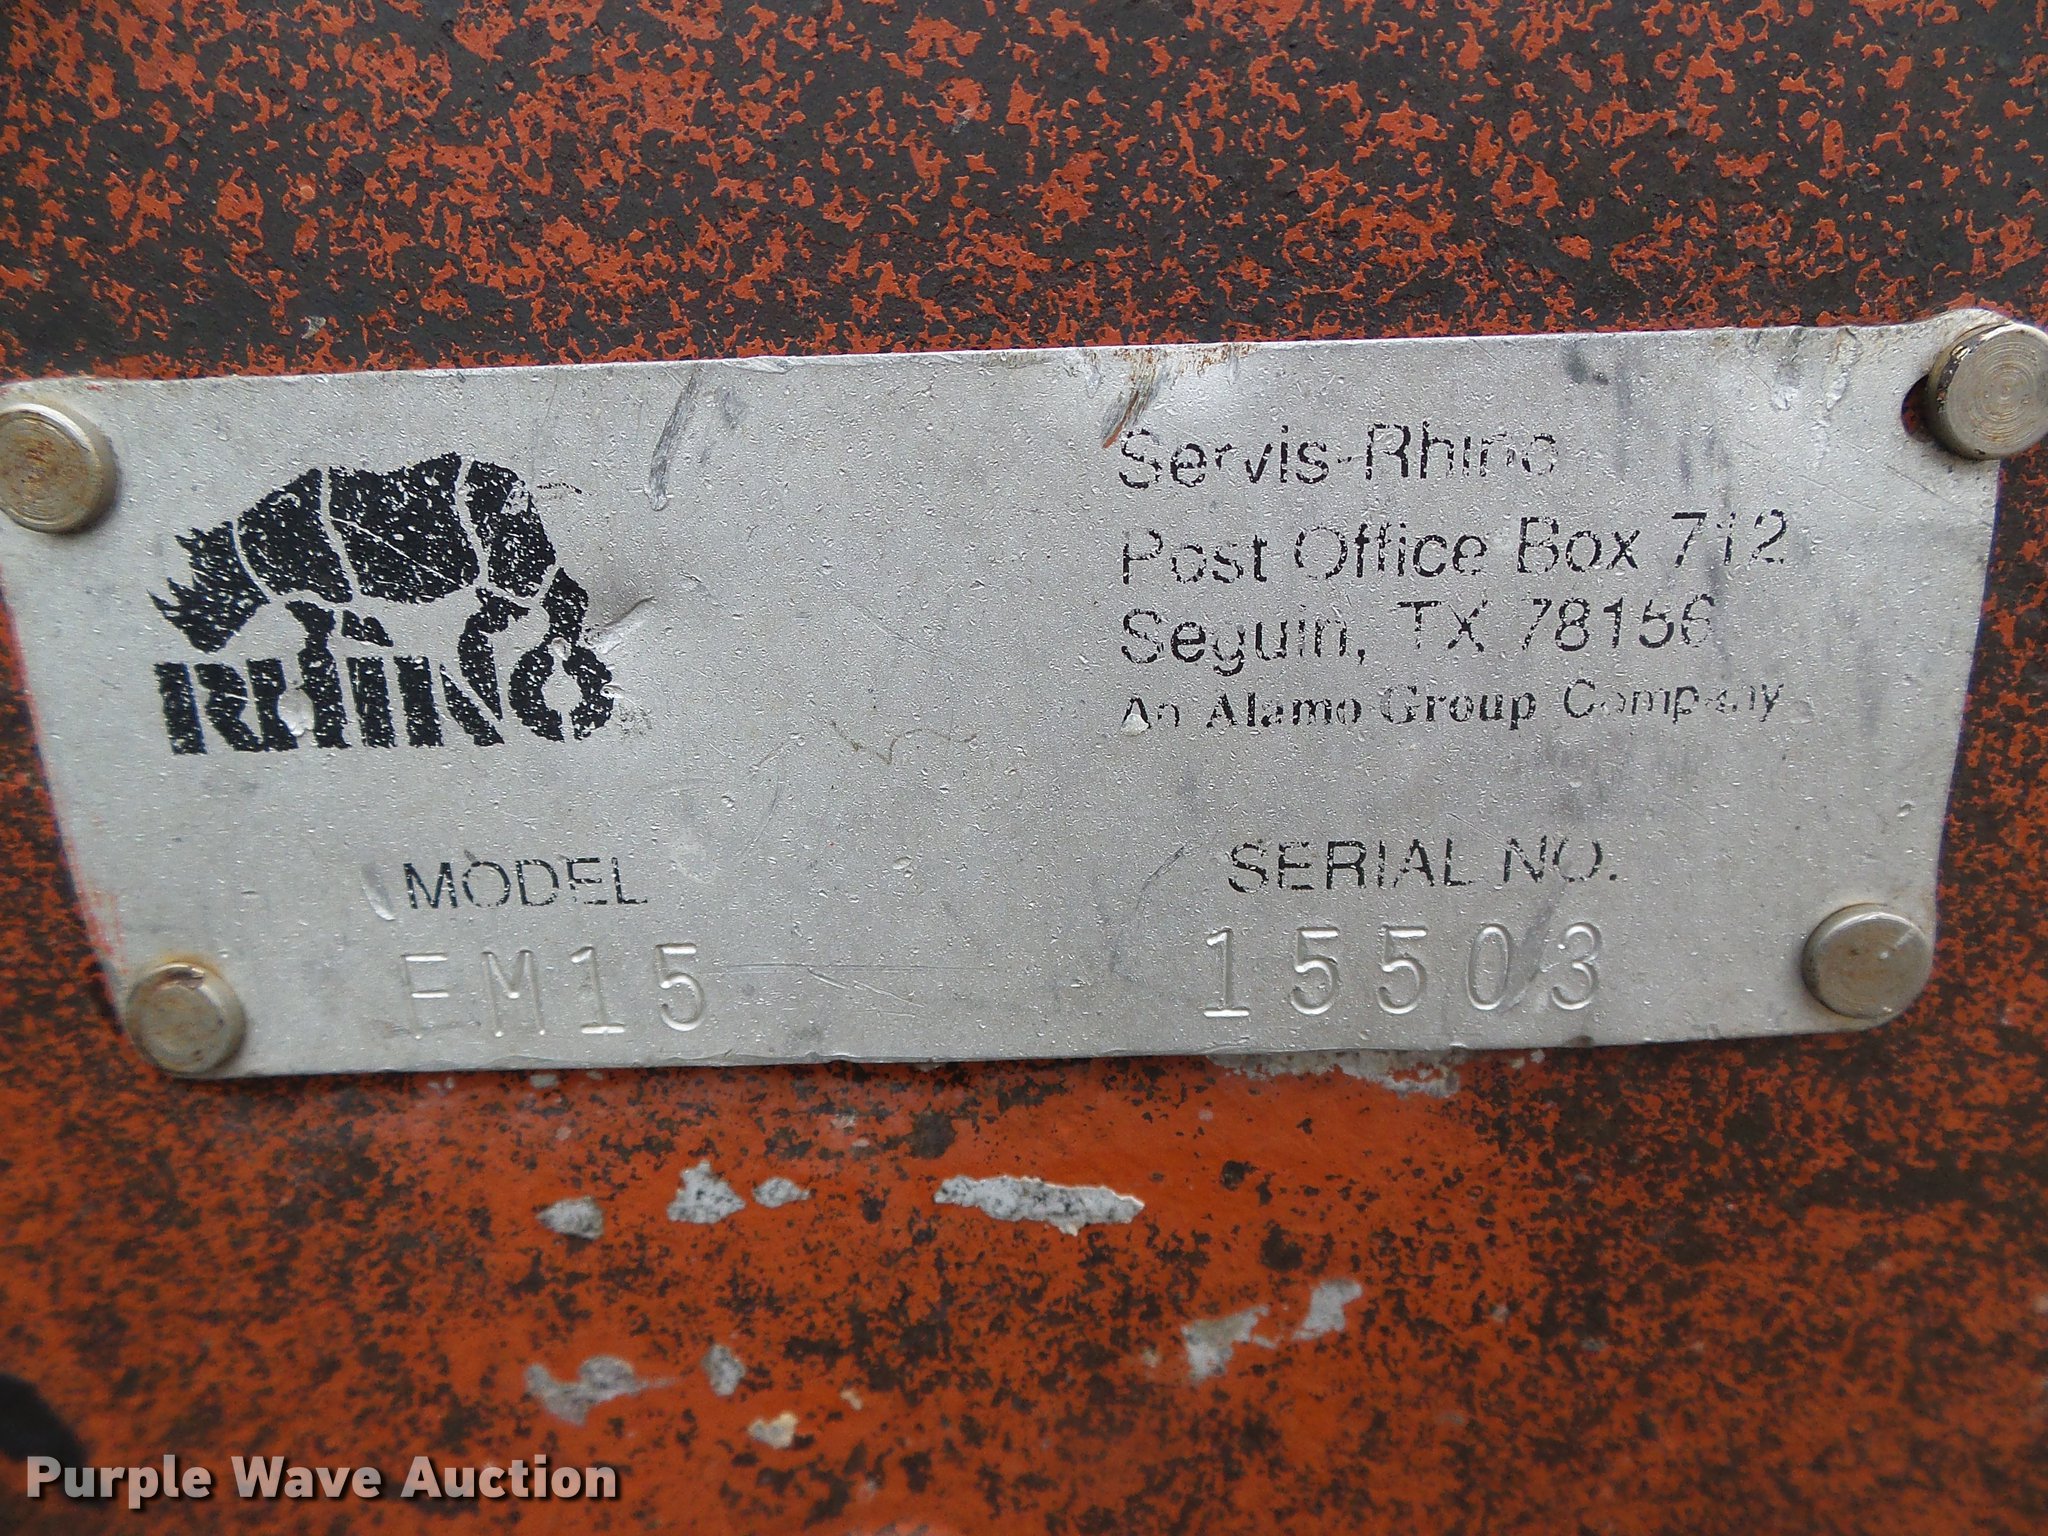 RHINO
Servis-Rhino
Post Office Box 712
Seguin, TX 78156
An Alamo Group Company
MODEL
SERIAL NO.
FM15
15503
Purple Wave Auction